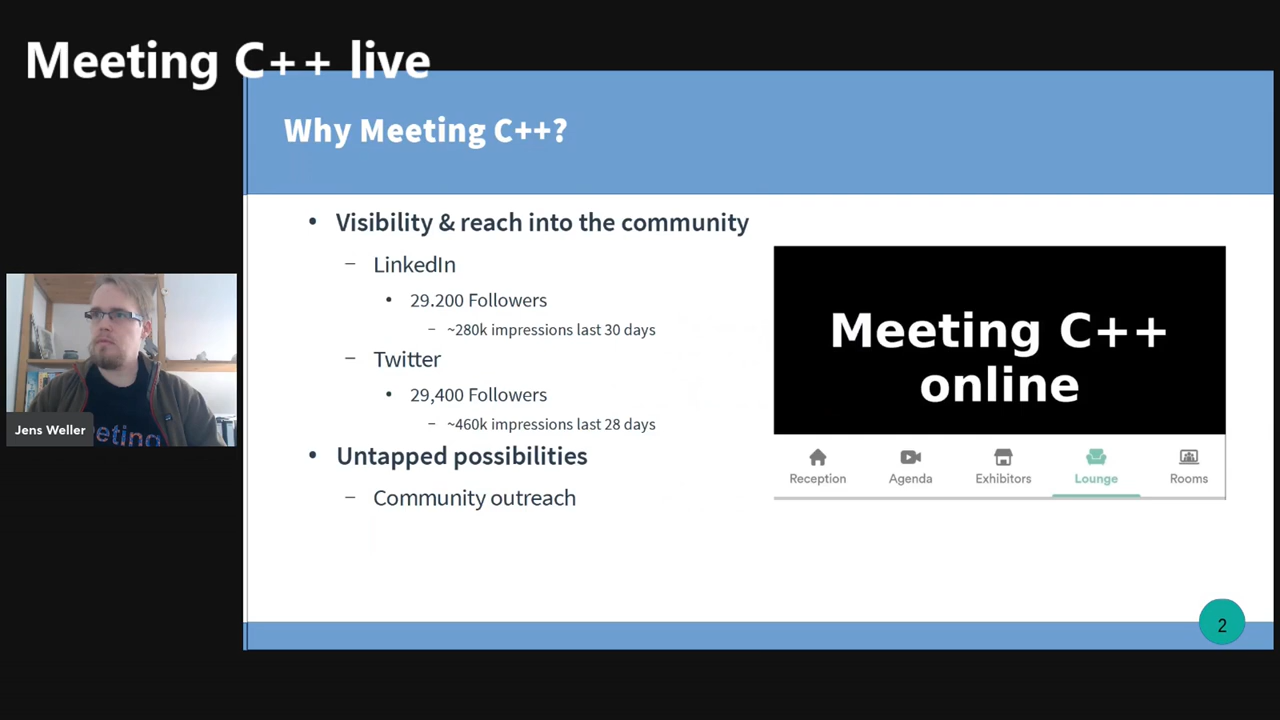 Meeting C++ live
Why Meeting C++?
• Visibility & reach into the community
– LinkedIn
• 29.200 Followers
– ~280k impressions last 30 days
– Twitter
• 29,400 Followers
– ~460k impressions last 28 days
• Untapped possibilities
– Community outreach
Meeting C++
online
Reception Agenda Exhibitors Lounge Rooms
Jens Weller
eting
2